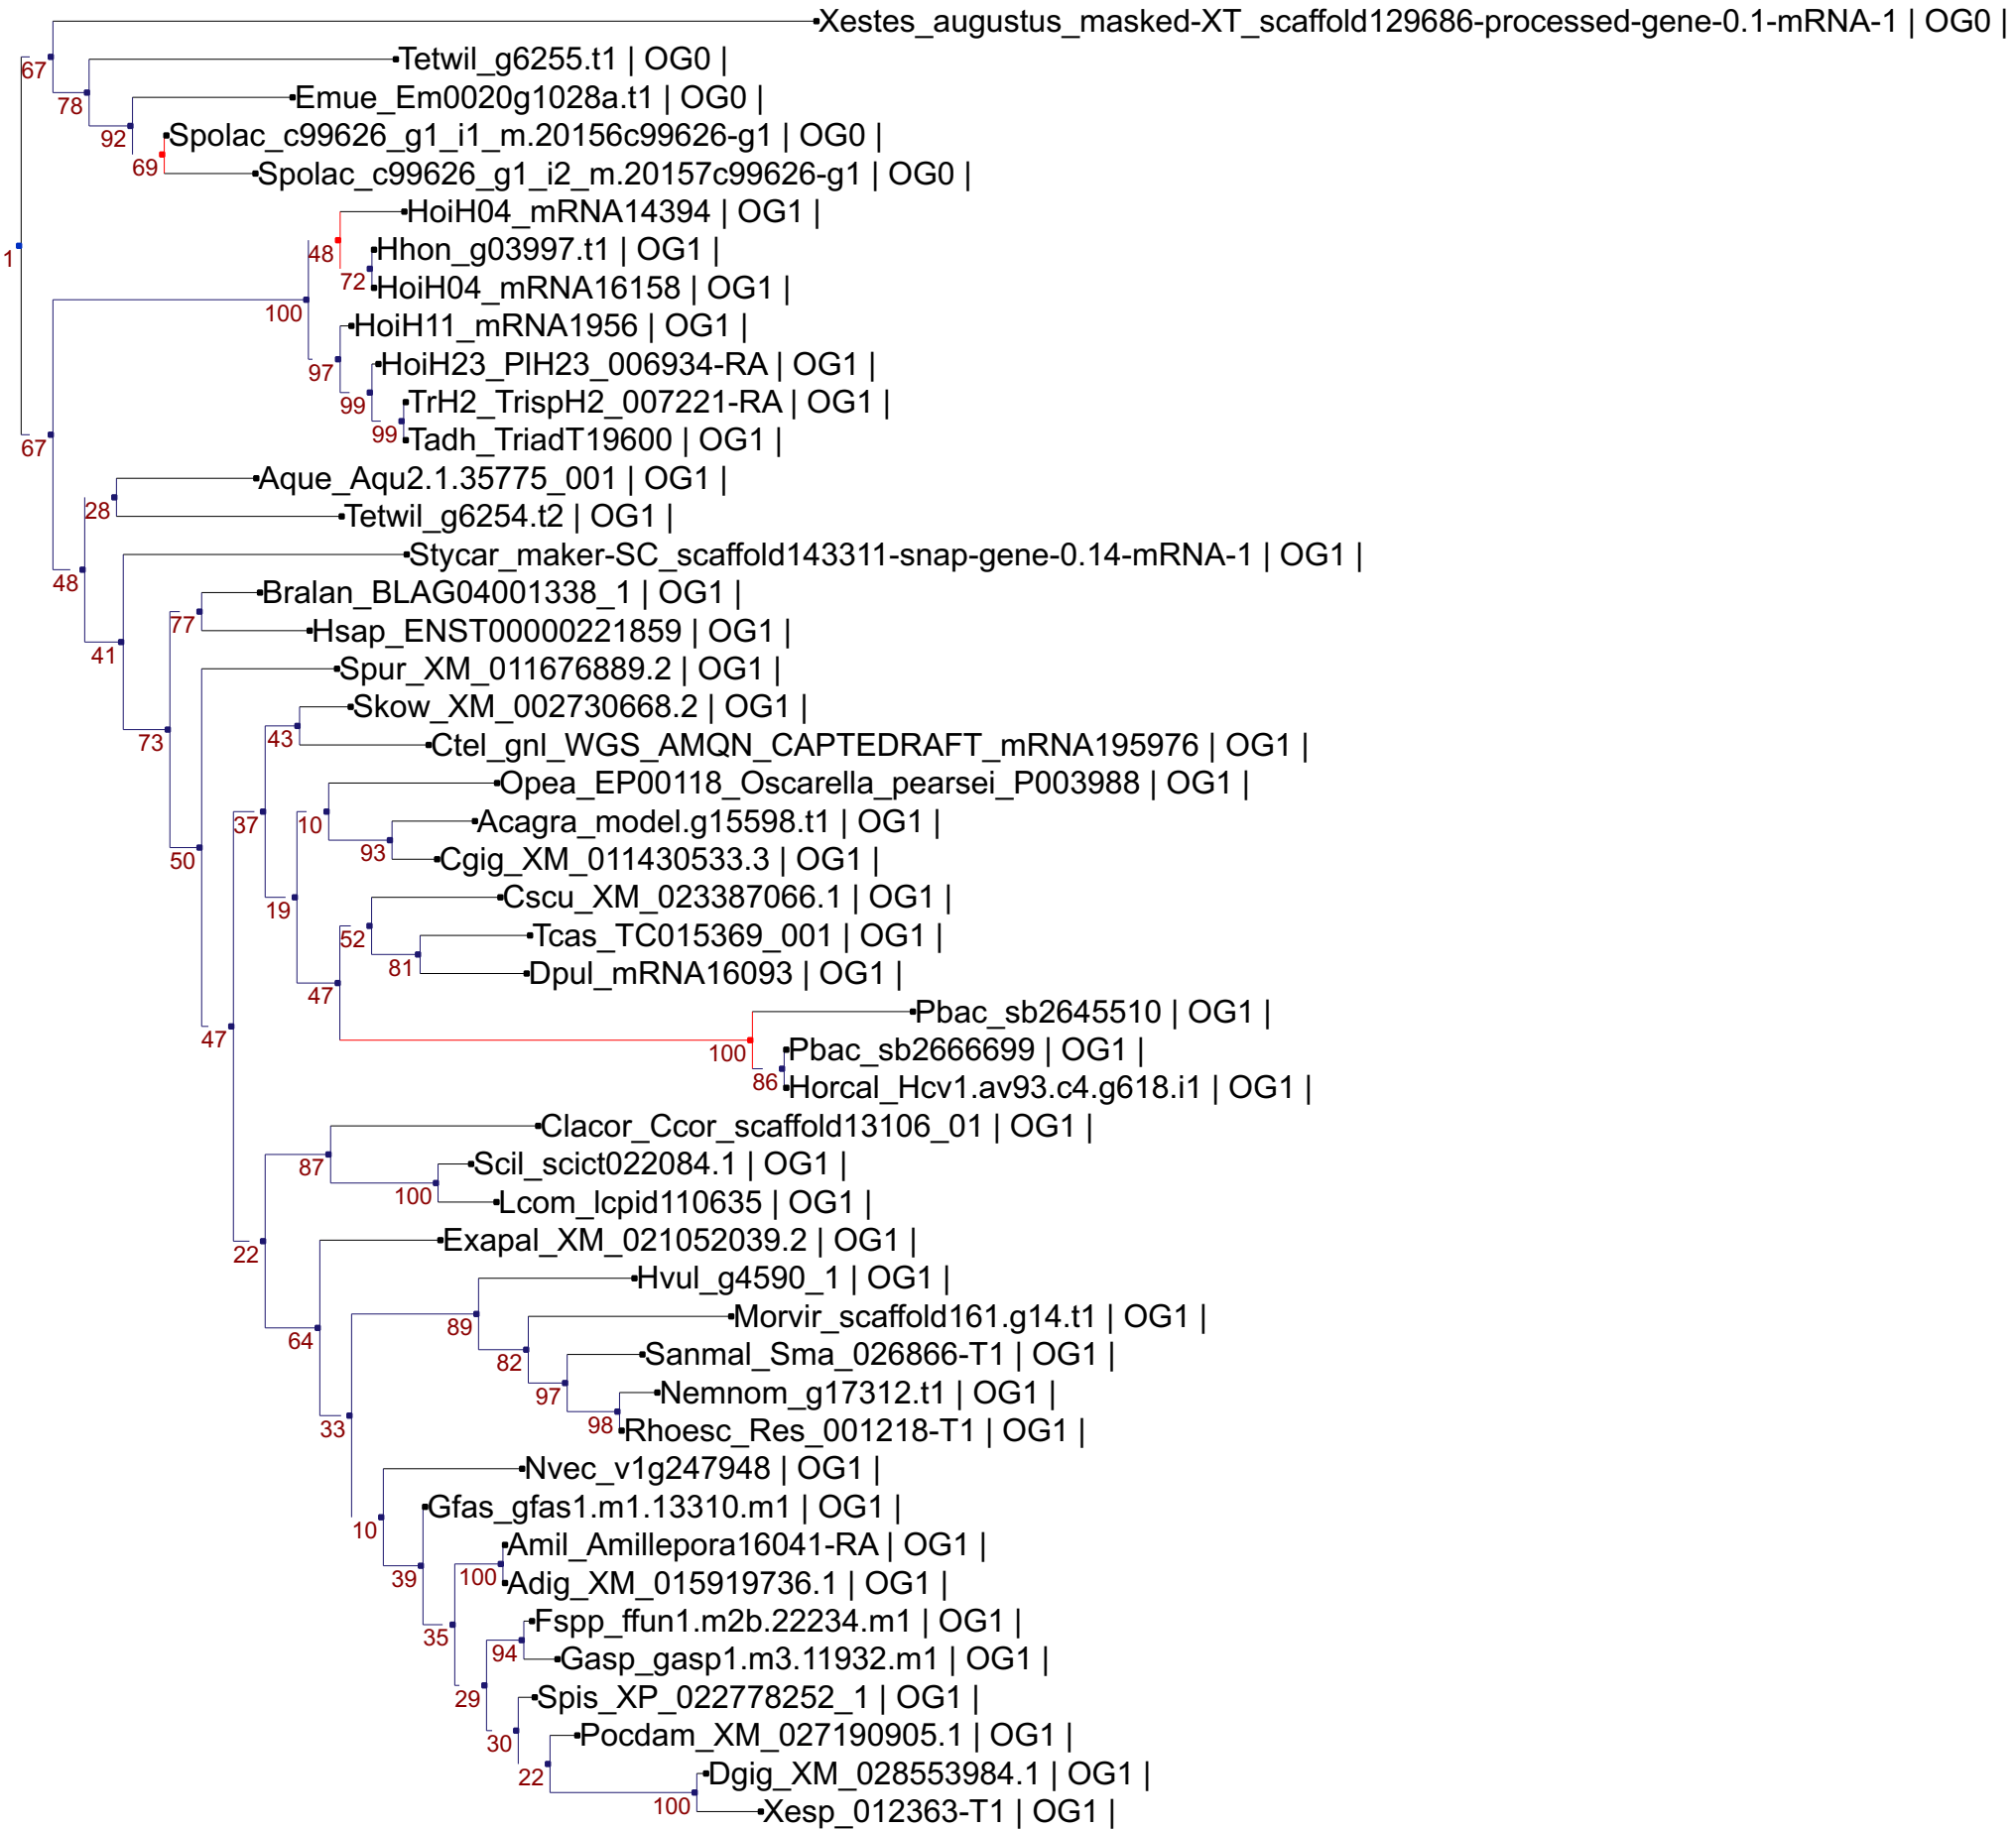 Xestes_augustus_masked-XT_scaffold129686-processed-gene-0.1-mRNA-1 | OG0 |
Tetwil_g6255.t1 | OG0 |
67
78
Emue_Em0020g1028a.t1 | OG0 |
92
Spolac_c99626_g1_i1_m.20156c99626-g1 | OG0 |
69
Spolac_c99626_g1_i2_m.20157c99626-g1 | OG0 |
HoiH04_mRNA14394 | OG1 |
1
48
Hhon_g03997.t1 | OG1 |
72
HoiH04_mRNA16158 | OG1 |
100
HoiH11_mRNA1956 | OG1 |
97
HoiH23_PlH23_006934-RA | OG1 |
99
TrH2_TrispH2_007221-RA | OG1 |
99
Tadh_TriadT19600 | OG1 |
67
Aque_Aqu2.1.35775_001 | OG1 |
28
Tetwil_g6254.t2 | OG1 |
Stycar_maker-SC_scaffold143311-snap-gene-0.14-mRNA-1 | OG1 |
48
Bralan_BLAG04001338_1 | OG1 |
77
Hsap_ENST00000221859 | OG1 |
41
Spur_XM_011676889.2 | OG1 |
Skow_XM_002730668.2 | OG1 |
73
43
Ctel_gnl_WGS_AMQN_CAPTEDRAFT_mRNA195976 | OG1 |
Opea_EP00118_Oscarella_pearsei_P003988 | OG1 |
37
10
Acagra_model.g15598.t1 | OG1 |
50
93
Cgig_XM_011430533.3 | OG1 |
19
Cscu_XM_023387066.1 | OG1 |
52
Tcas_TC015369_001 | OG1 |
81
Dpul_mRNA16093 | OG1 |
47
Pbac_sb2645510 | OG1 |
47
100
Pbac_sb2666699 | OG1 |
86
Horcal_Hcv1.av93.c4.g618.i1 | OG1 |
Clacor_Ccor_scaffold13106_01 | OG1 |
87
Scil_scict022084.1 | OG1 |
100
Lcom_lcpid110635 | OG1 |
22
Exapal_XM_021052039.2 | OG1 |
Hvul_g4590_1 | OG1 |
64
89
Morvir_scaffold161.g14.t1 | OG1 |
82
Sanmal_Sma_026866-T1 | OG1 |
97
Nemnom_g17312.t1 | OG1 |
33
98
Rhoesc_Res_001218-T1 | OG1 |
Nvec_v1g247948 | OG1 |
10
Gfas_gfas1.m1.13310.m1 | OG1 |
Amil_Amillepora16041-RA | OG1 |
39
100
Adig_XM_015919736.1 | OG1 |
Fspp_ffun1.m2b.22234.m1 | OG1 |
35
94
Gasp_gasp1.m3.11932.m1 | OG1 |
29
Spis_XP_022778252_1 | OG1 |
30
Pocdam_XM_027190905.1 | OG1 |
22
Dgig_XM_028553984.1 | OG1 |
100
Xesp_012363-T1 | OG1 |